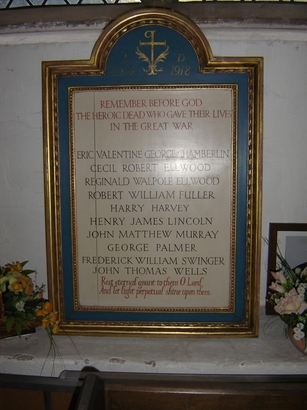 1918
REMEMBER BEFORE GOD
THE HEROIC DEAD WHO GAVE THEIR LIVES
IN THE GREAT WAR
ERIC VALENTINE GEORGE CHAMBERLIN
CECIL ROBERT ELLWOOD
REGINALD WALPOLE ELLWOOD
ROBERT WILLIAM FULLER
HARRY HARVEY
HENRY JAMES LINCOLN
JOHN MATTHEW MURRAY
GEORGE PALMER
FREDERICK WILLIAM SWINGER
JOHN THOMAS WELLS
Rest eternal grant to them O Lord
And let light perpetual shine upon them.